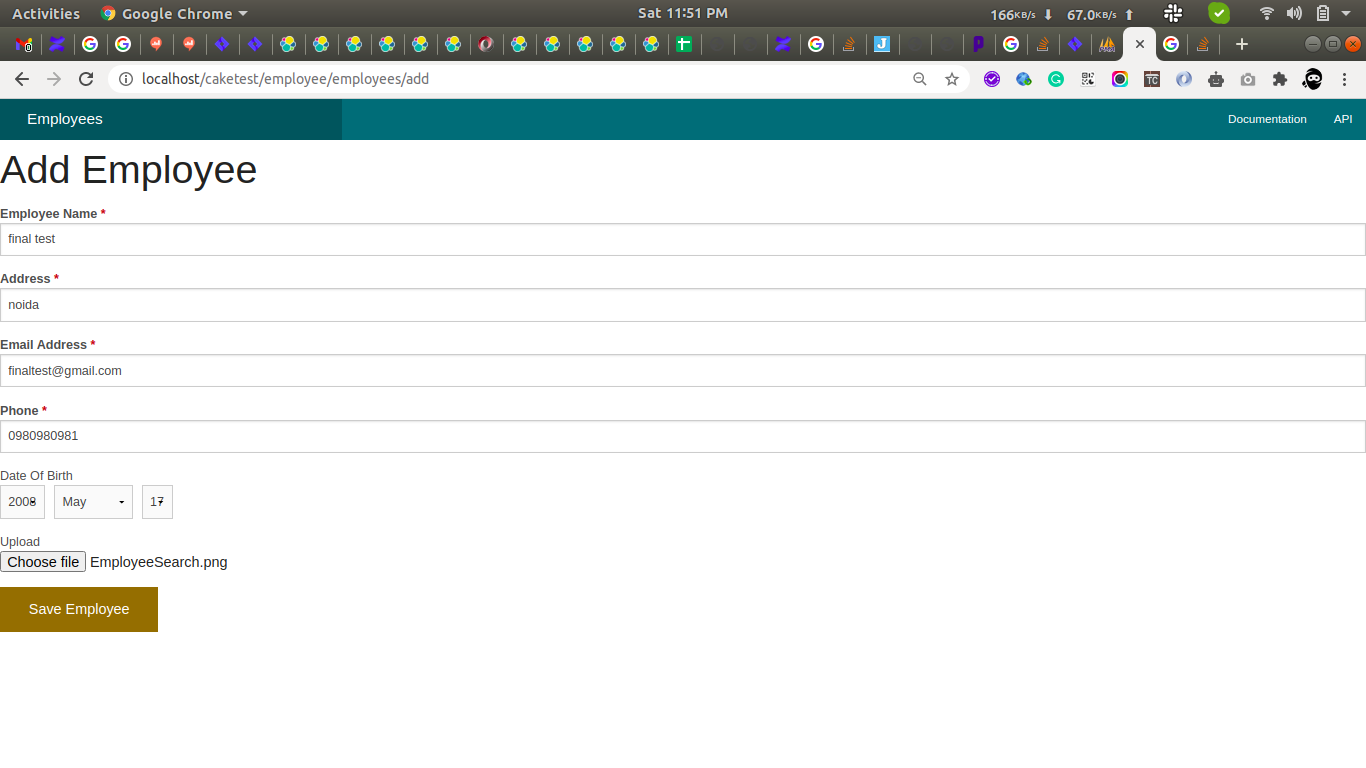 Activities Google Chrome Sat 11:51 PM 166KB/s 67.0KB/s
localhost/caketest/employee/employees/add
Employees Documentation API
Add Employee
Employee Name *
final test
Address *
noida
Email Address *
finaltest@gmail.com
Phone *
0980980981
Date Of Birth
2008 May 17
Upload
Choose file EmployeeSearch.png
Save Employee